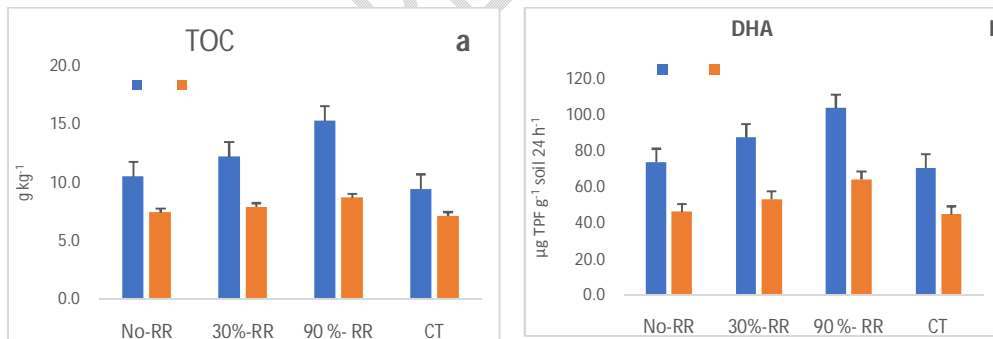 TOC
a
20.0
15.0
10.0
5.0
0.0
g kg⁻¹
No-RR 30%-RR 90 %- RR CT
DHA
120.0
100.0
80.0
60.0
40.0
20.0
0.0
µg TPF g⁻¹ soil 24 h⁻¹
No-RR 30%-RR 90 %- RR CT